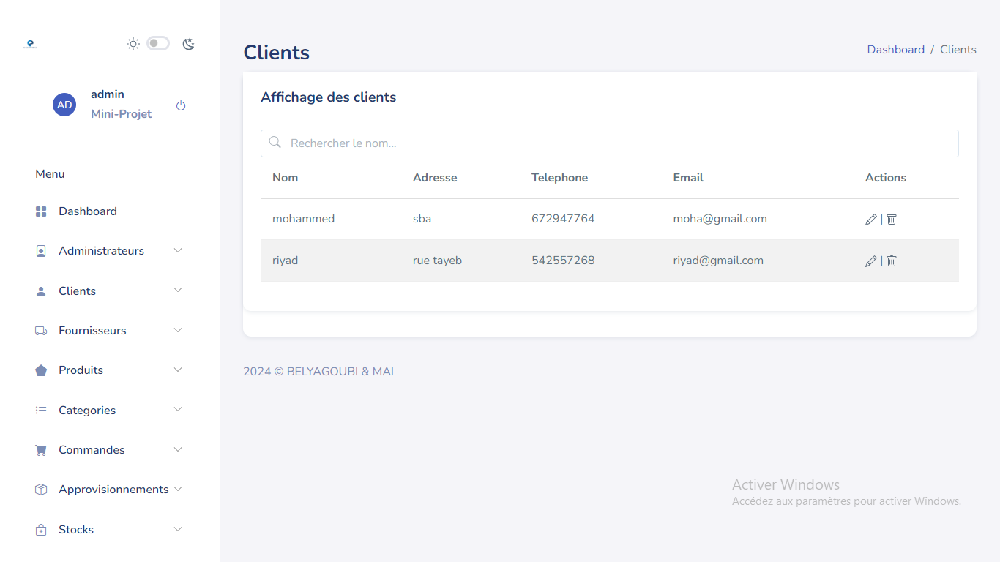 AD
admin
Mini-Projet
Menu
Dashboard
Administrateurs
Clients
Fournisseurs
Produits
Categories
Commandes
Approvisionnements
Stocks
Clients
Dashboard / Clients
Affichage des clients
Rechercher le nom...
Nom Adresse Telephone Email Actions
mohammed sba 672947764 moha@gmail.com |
riyad rue tayeb 542557268 riyad@gmail.com |
2024 © BELYAGOUBI & MAI
Activer Windows
Accédez aux paramètres pour activer Windows.